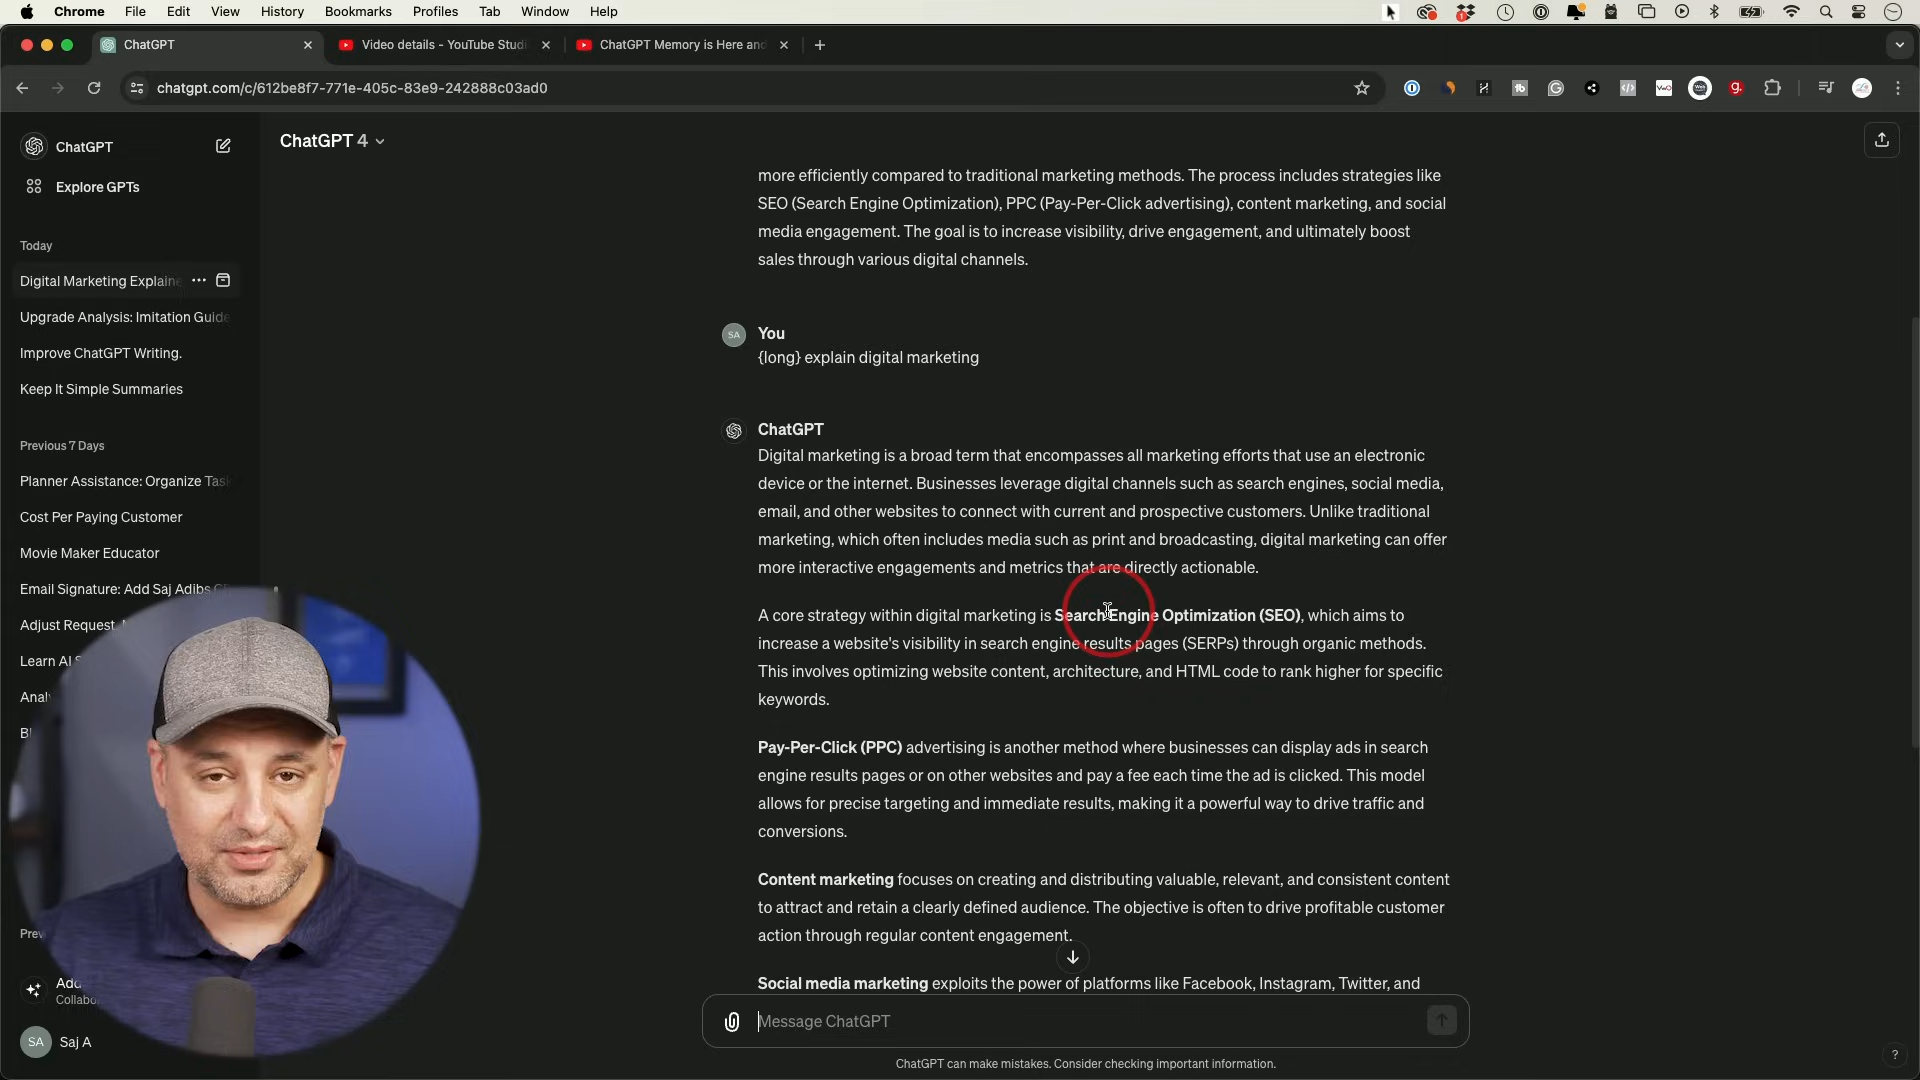 Chrome File Edit View History Bookmarks Profiles Tab Window Help
ChatGPT
Video details - YouTube Studi
ChatGPT Memory is Here and
chatgpt.com/c/612be8f7-771e-405c-83e9-242888c03ad0
ChatGPT
Explore GPTs
Today
Digital Marketing Explaine
Upgrade Analysis: Imitation Guide
Improve ChatGPT Writing.
Keep It Simple Summaries
Previous 7 Days
Planner Assistance: Organize Tas
Cost Per Paying Customer
Movie Maker Educator
Email Signature: Add Saj Adibs
Adjust Request
Learn AI S
Analy
Bl
Prev
Add
Collabo
SA
Saj A
ChatGPT 4
more efficiently compared to traditional marketing methods. The process includes strategies like
SEO (Search Engine Optimization), PPC (Pay-Per-Click advertising), content marketing, and social
media engagement. The goal is to increase visibility, drive engagement, and ultimately boost
sales through various digital channels.
SA
You
{long} explain digital marketing
ChatGPT
Digital marketing is a broad term that encompasses all marketing efforts that use an electronic
device or the internet. Businesses leverage digital channels such as search engines, social media,
email, and other websites to connect with current and prospective customers. Unlike traditional
marketing, which often includes media such as print and broadcasting, digital marketing can offer
more interactive engagements and metrics that are directly actionable.
A core strategy within digital marketing is Search Engine Optimization (SEO), which aims to
increase a website's visibility in search engine results pages (SERPs) through organic methods.
This involves optimizing website content, architecture, and HTML code to rank higher for specific
keywords.
Pay-Per-Click (PPC) advertising is another method where businesses can display ads in search
engine results pages or on other websites and pay a fee each time the ad is clicked. This model
allows for precise targeting and immediate results, making it a powerful way to drive traffic and
conversions.
Content marketing focuses on creating and distributing valuable, relevant, and consistent content
to attract and retain a clearly defined audience. The objective is often to drive profitable customer
action through regular content engagement.
Social media marketing exploits the power of platforms like Facebook, Instagram, Twitter, and
Message ChatGPT
ChatGPT can make mistakes. Consider checking important information.
?